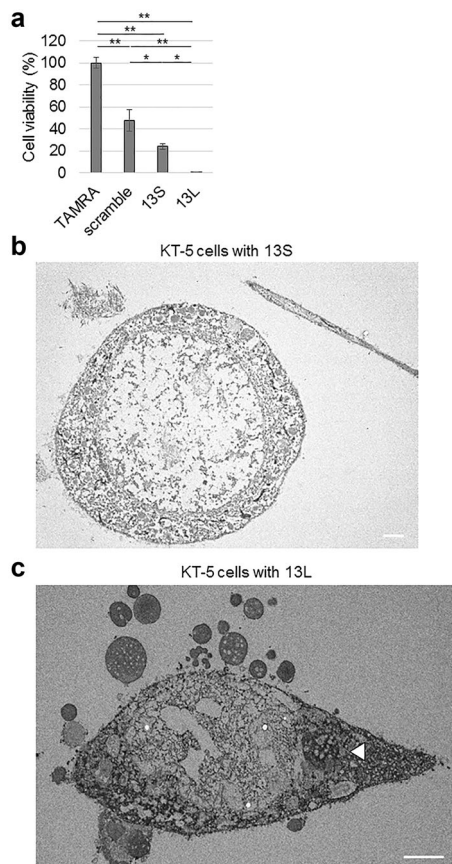 a
**
**
** **
* *
Cell viability (%)
120
100
80
60
40
20
0
TAMRA
scramble
13S
13L
b
KT-5 cells with 13S
c
KT-5 cells with 13L